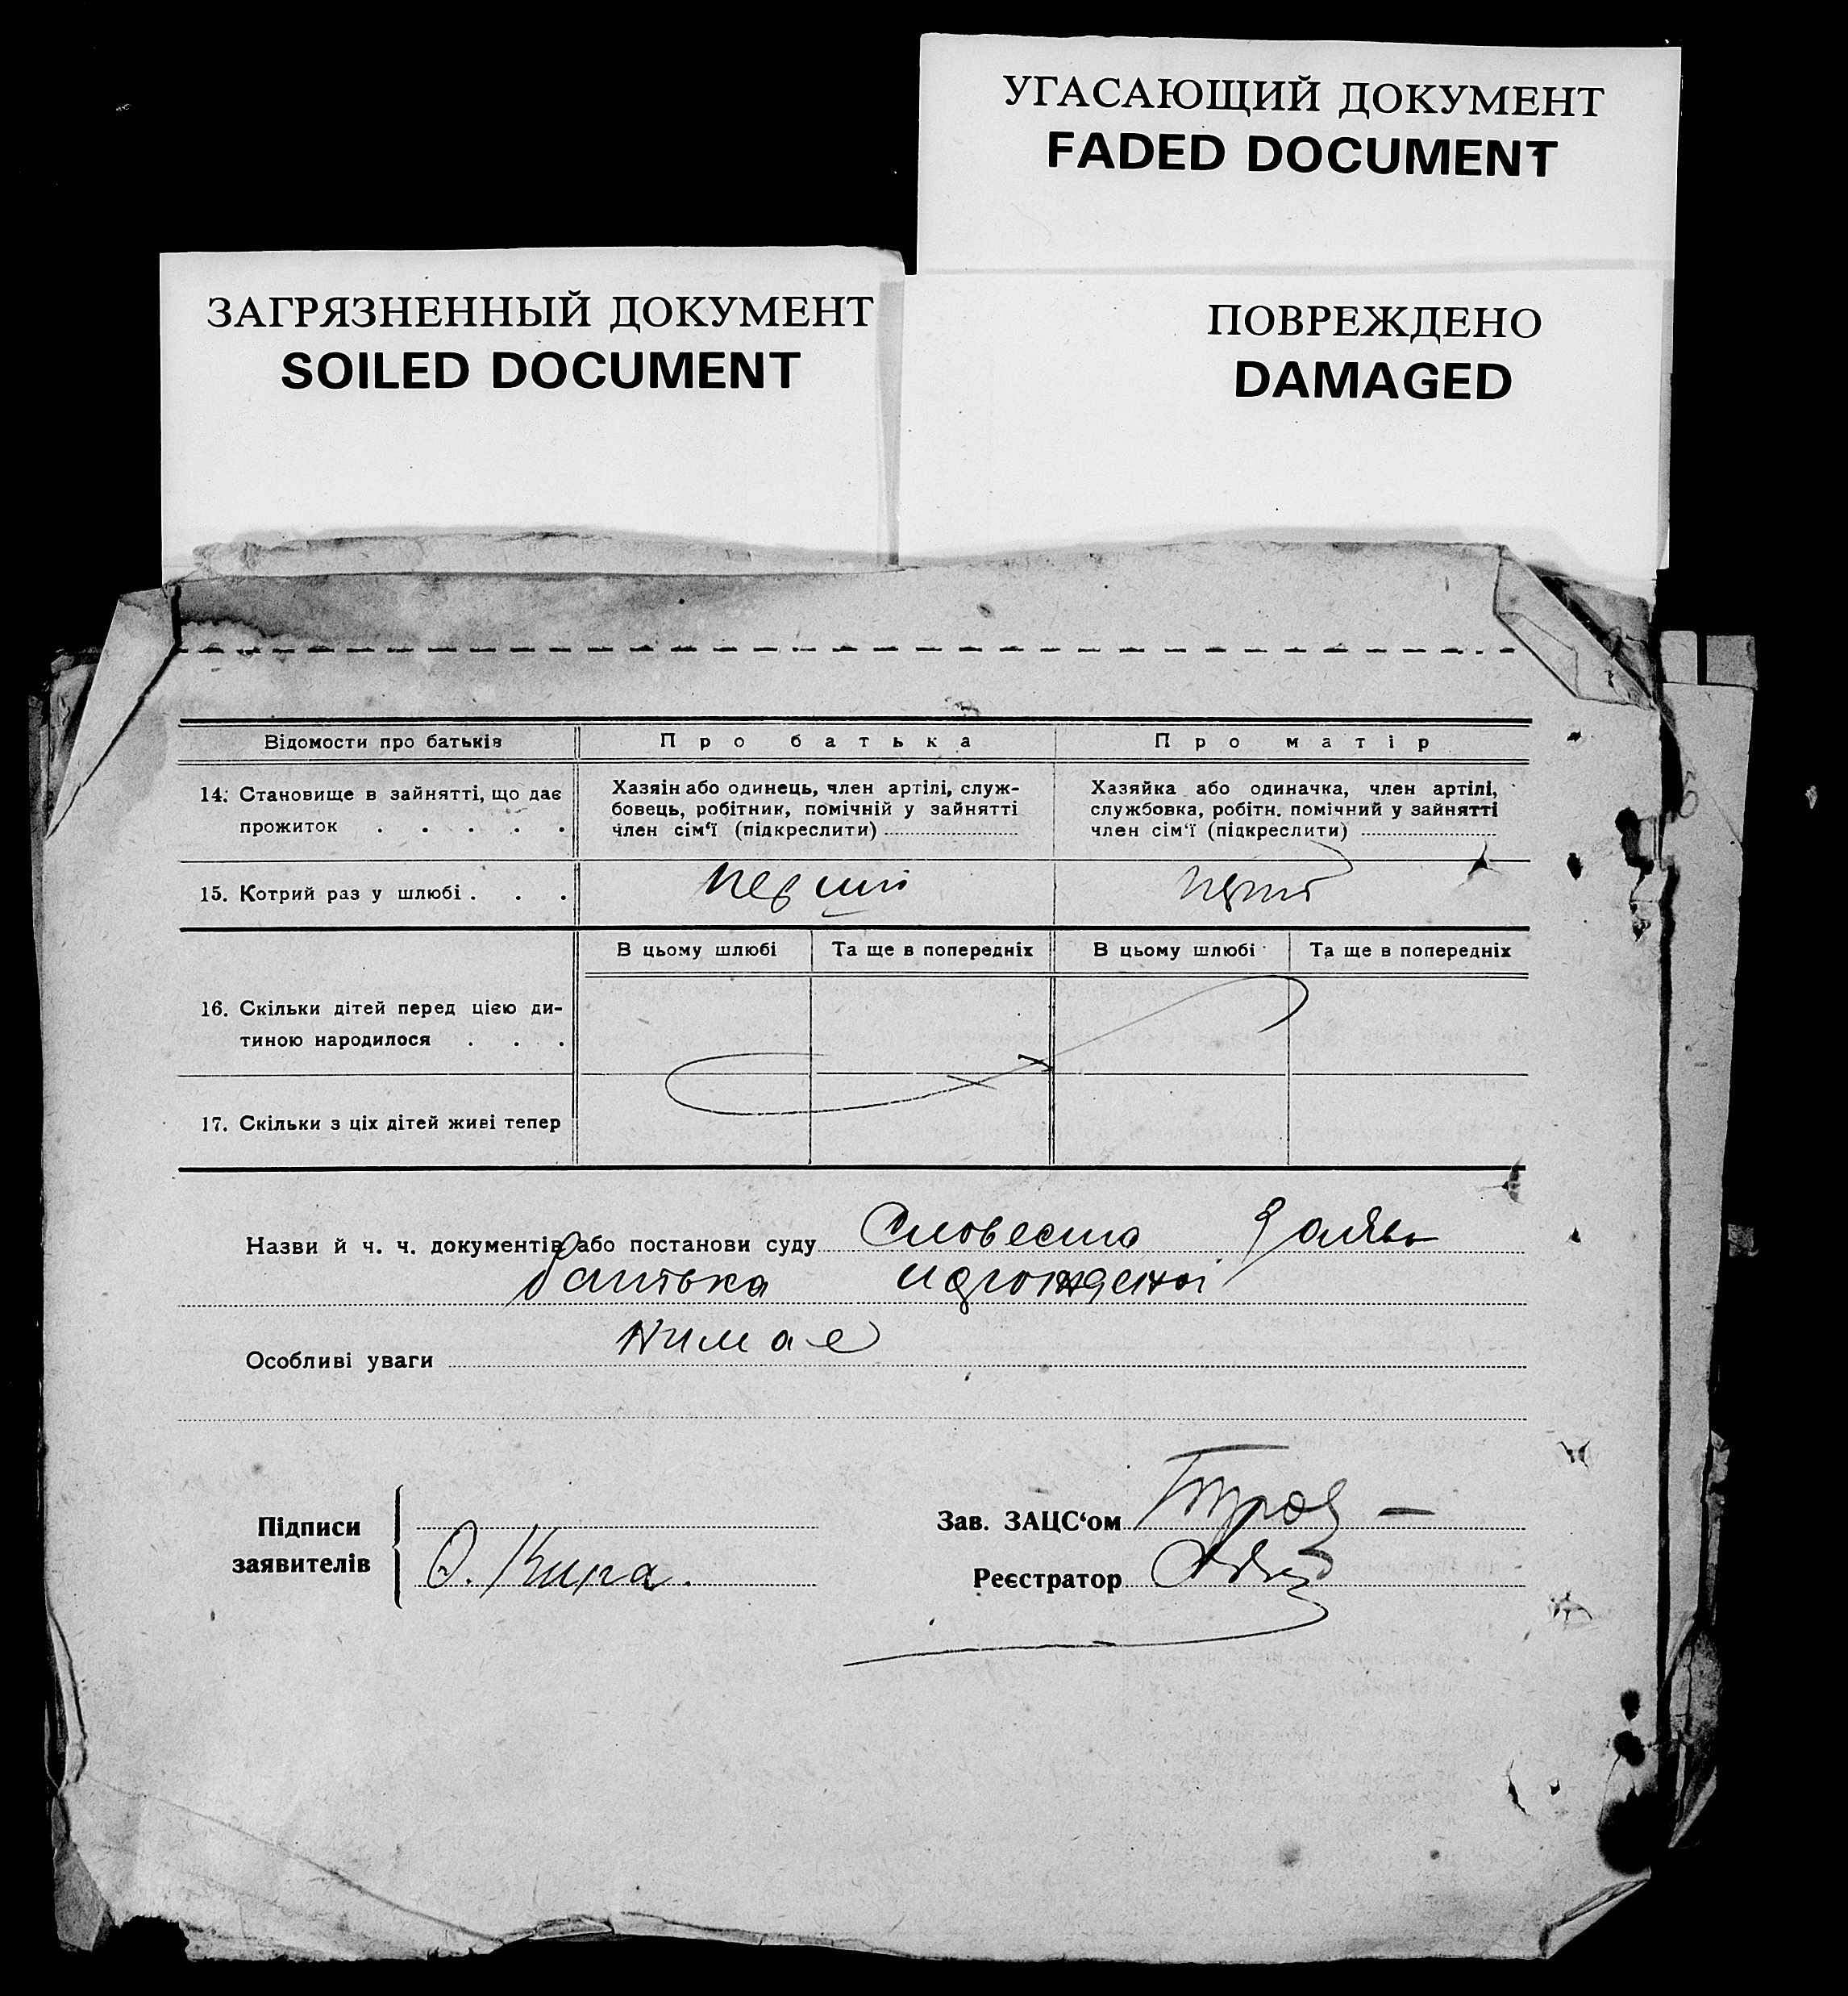 УГАСАЮЩИЙ ДОКУМЕНТ
FADED DOCUMENT
ЗАГРЯЗНЕННЫЙ ДОКУМЕНТ
SOILED DOCUMENT
ПОВРЕЖДЕНО
DAMAGED
Відомости про батьків
Про батька
Про матір
14. Становище в зайнятті, що дає
прожиток . . . . .
Хазяїн або одинець, член артілі, служ-
бовець, робітник, помічній у зайнятті
член сім‘ї (підкреслити)
Хазяйка або одиначка, член артілі,
службовка, робітн. помічний у зайнятті
член сім‘ї (підкреслити)
15. Котрий раз у шлюбі . . .
перший
В цьому шлюбі
Та ще в попередніх
В цьому шлюбі
Та ще в попередніх
16. Скільки дітей перед цією ди-
тиною народилося . . .
17. Скільки з ціх дітей живі тепер
Назви й ч. ч. документів або постанови суду Словесна
батька
Особливі уваги
нимає
Підписи
заявителів
О. Кира.
Зав. ЗАЦС‘ом
Реєстратор